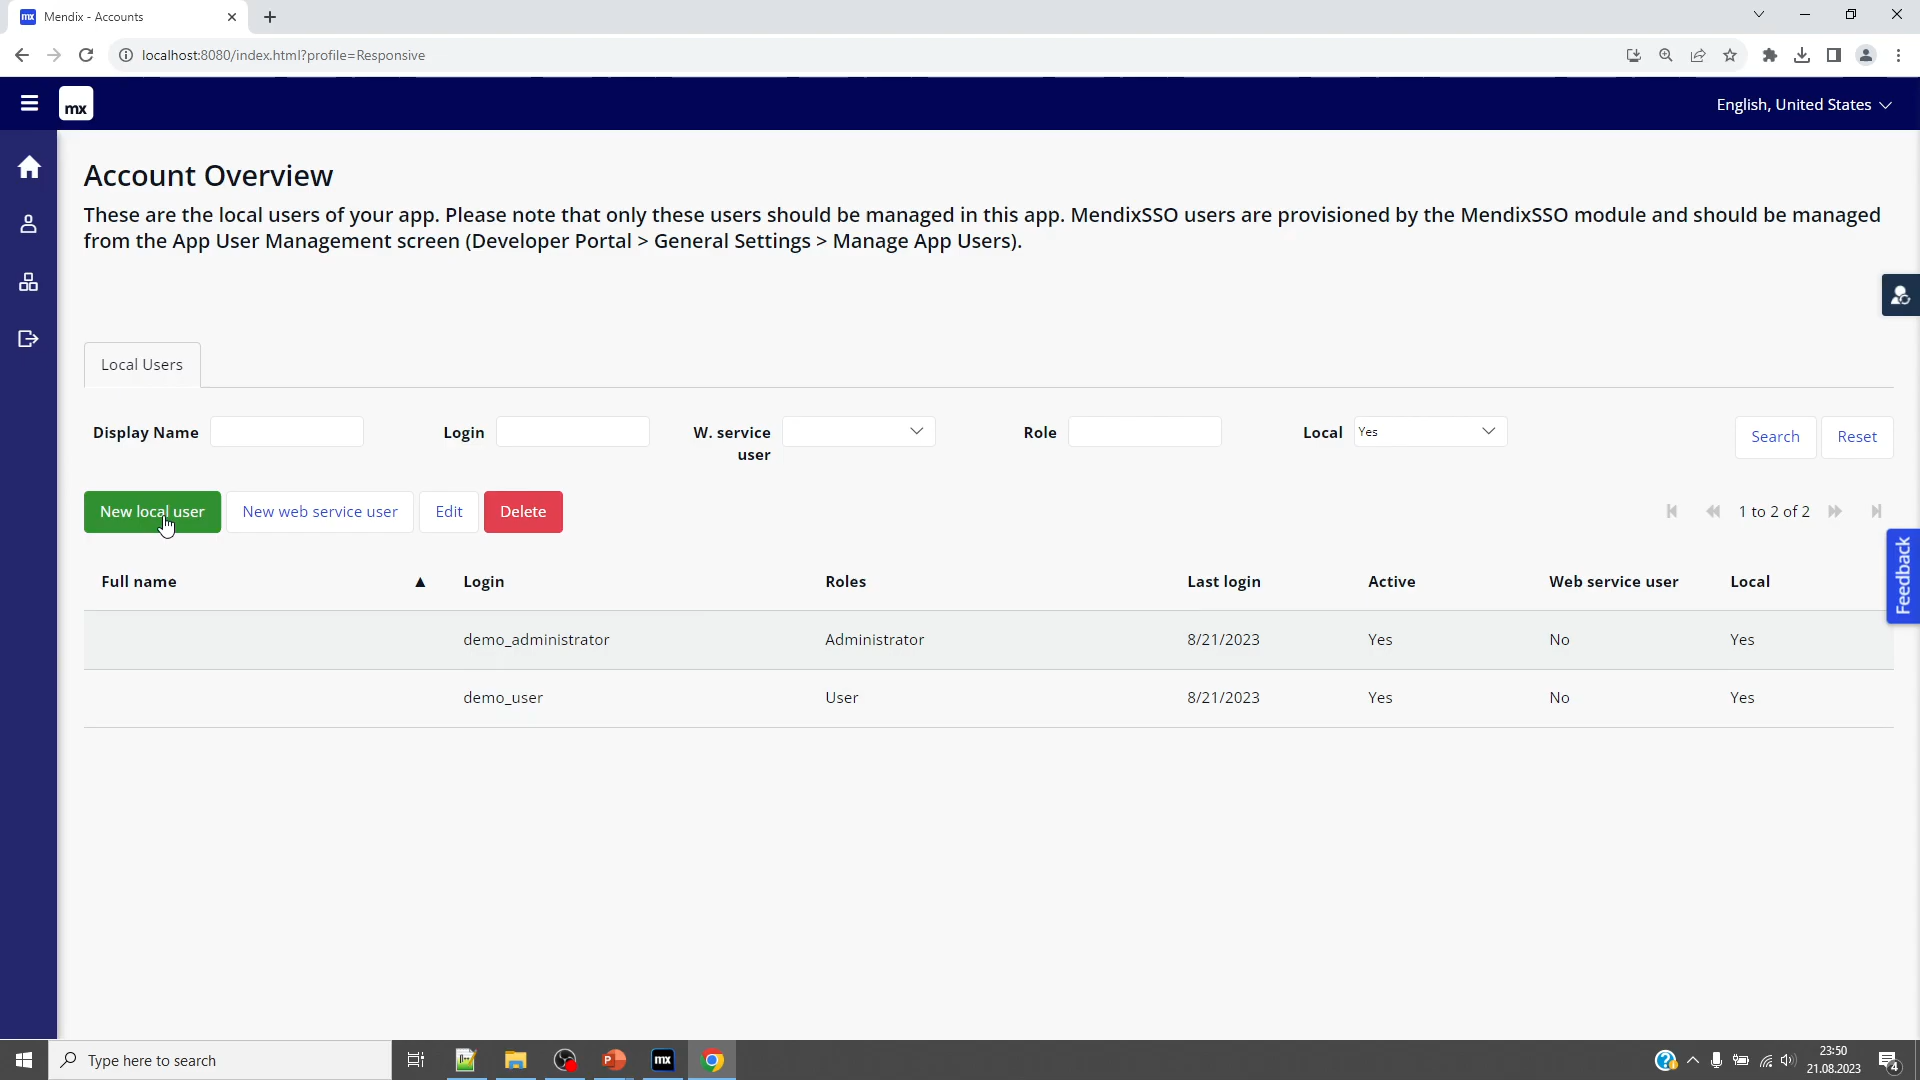 mx Mendix - Accounts
localhost:8080/index.html?profile=Responsive
mx
English, United States
Account Overview
These are the local users of your app. Please note that only these users should be managed in this app. MendixSSO users are provisioned by the MendixSSO module and should be managed
from the App User Management screen (Developer Portal > General Settings > Manage App Users).
Local Users
Display Name
Login
W. service
user
Role
Local Yes
Search Reset
New local user New web service user Edit Delete
1 to 2 of 2
Feedback
Full name Login Roles Last login Active Web service user Local
demo_administrator Administrator 8/21/2023 Yes No Yes
demo_user User 8/21/2023 Yes No Yes
Type here to search
P
mx
23:50
21.08.2023
4